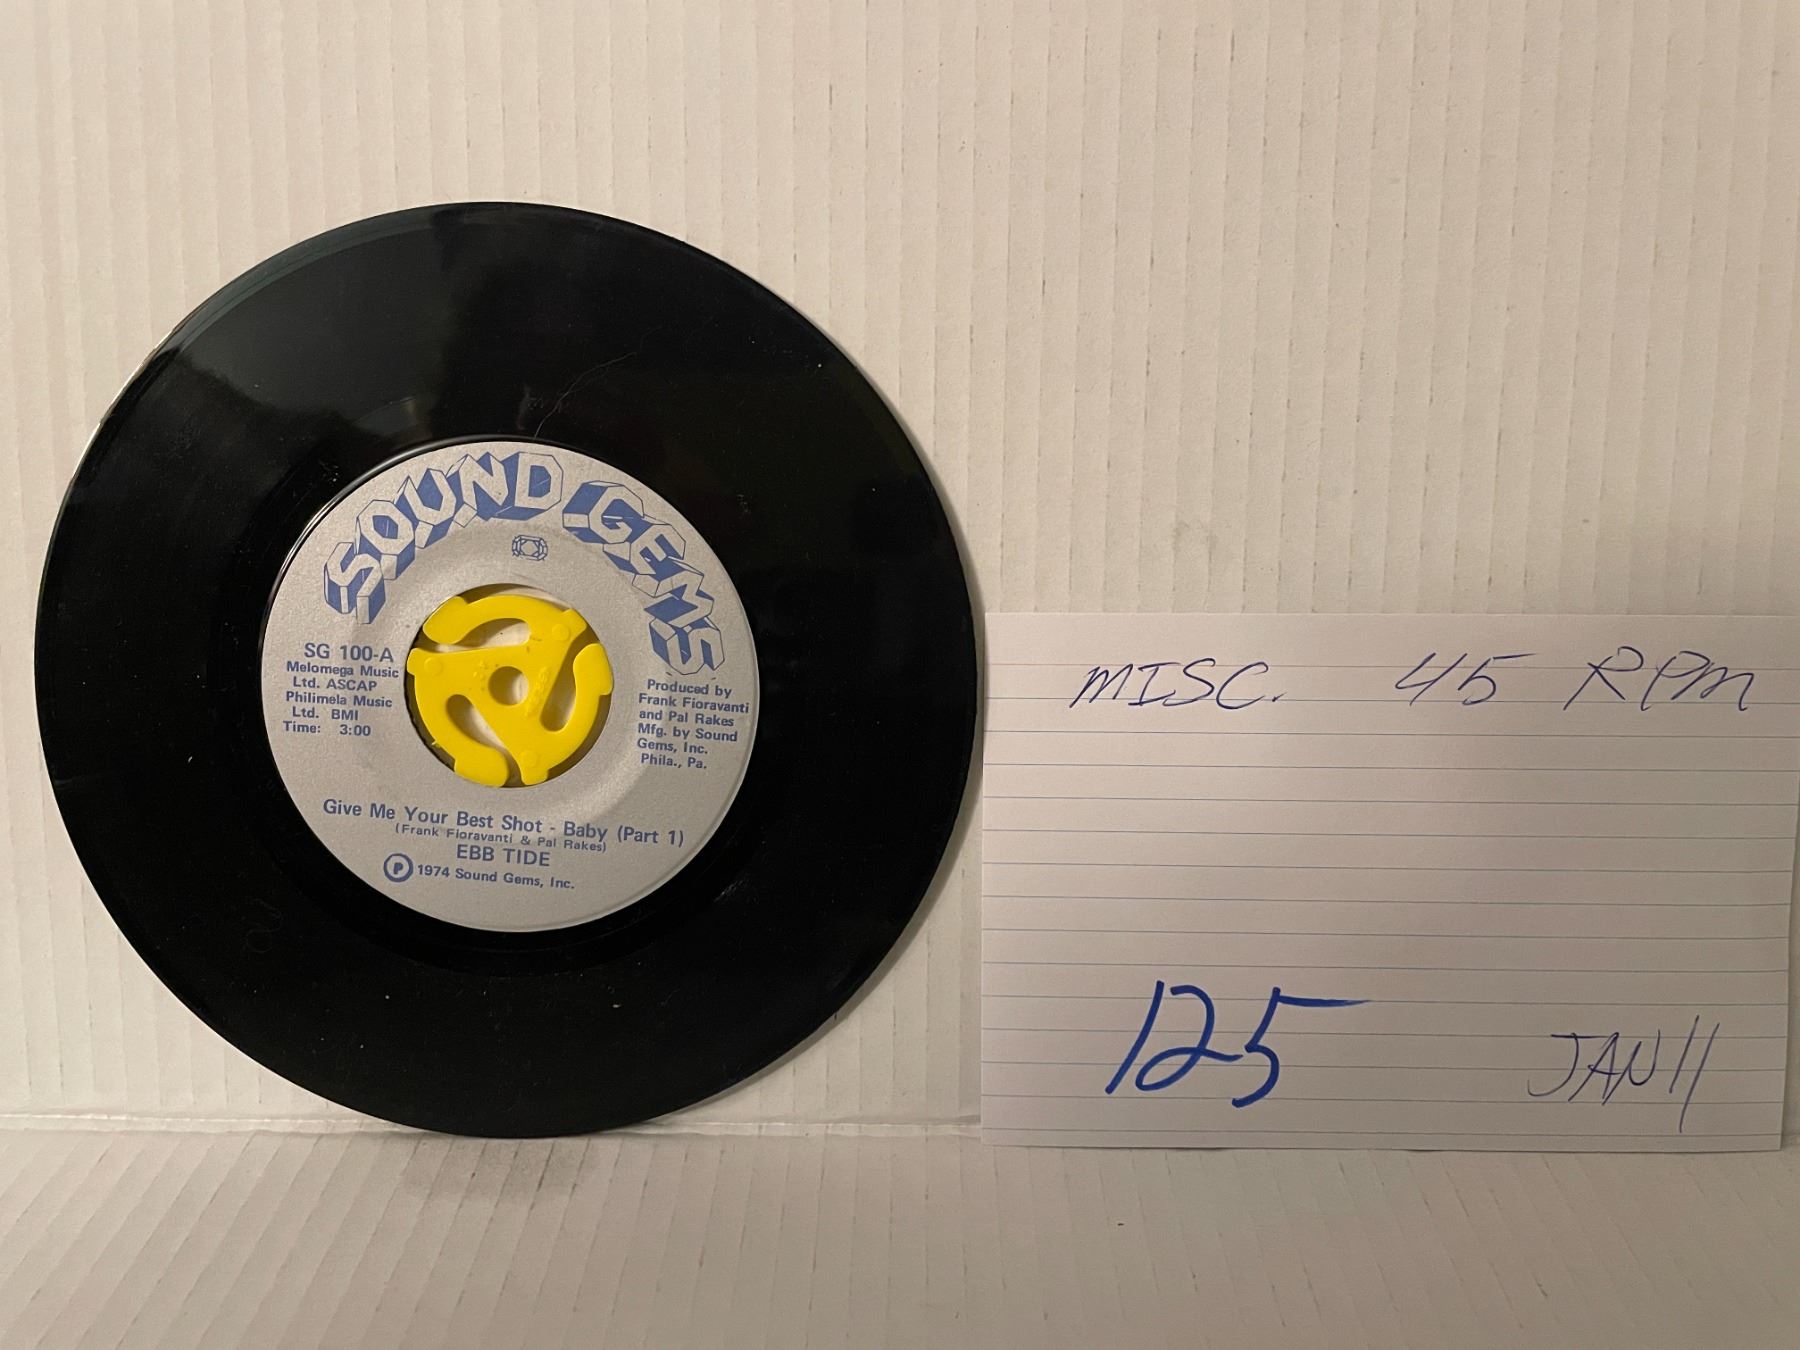 SOUND GEMS
SG 100-A
Melomega Music
Ltd. ASCAP
Philimela Music
Ltd. BMI
Time: 3:00
Produced by
Frank Fioravanti
and Pal Rakes
Mfg. by Sound
Gems, Inc.
Phila., Pa.
Give Me Your Best Shot - Baby (Part 1)
(Frank Fioravanti & Pal Rakes)
EBB TIDE
℗ 1974 Sound Gems, Inc.
MISC. 45 RPM
125 JAN 11